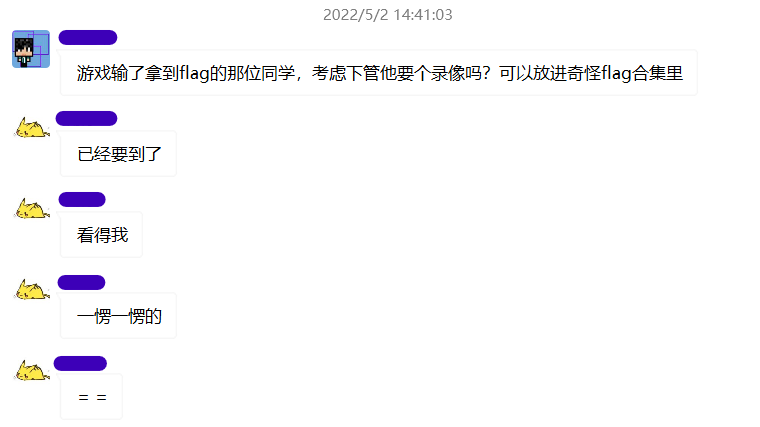 2022/5/2 14:41:03
游戏输了拿到flag的那位同学，考虑下管他要个录像吗？可以放进奇怪flag合集里
已经要到了
看得我
一愣一愣的
= =